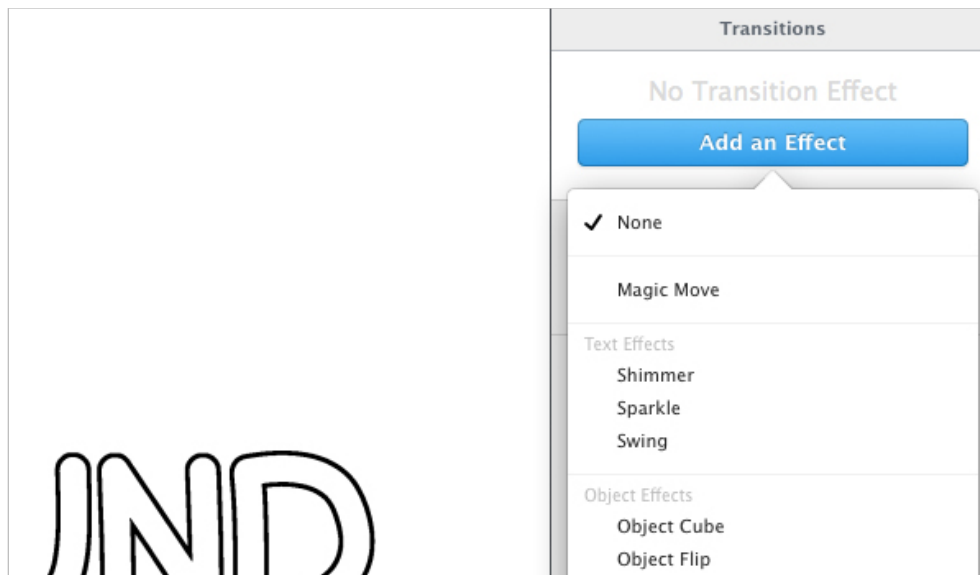 Transitions
No Transition Effect
Add an Effect
✓ None
Magic Move
Text Effects
Shimmer
Sparkle
Swing
Object Effects
Object Cube
Object Flip
UND